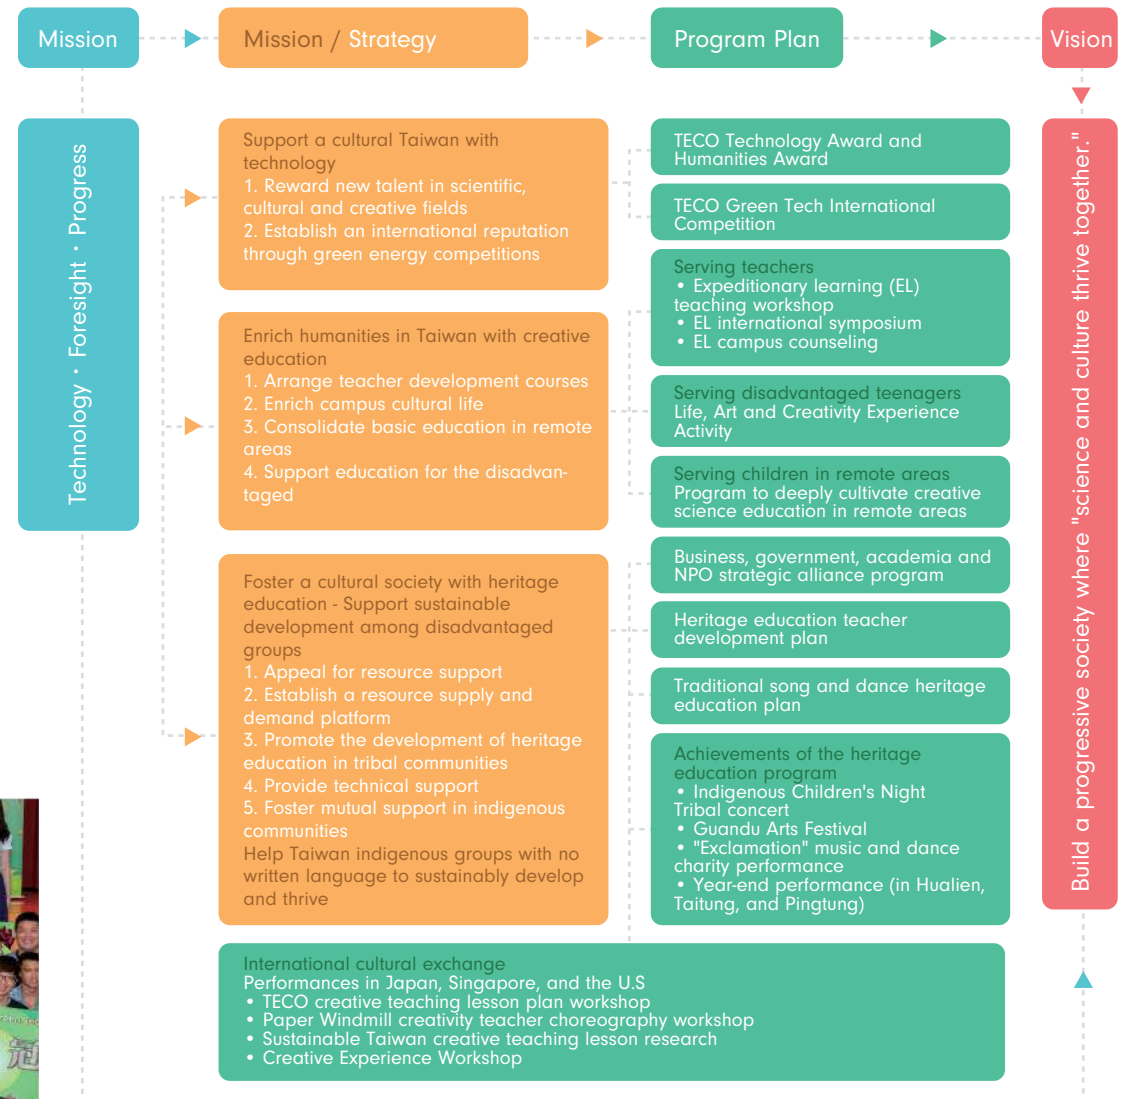 Mission
Mission / Strategy
Program Plan
Vision
Technology · Foresight · Progress
Support a cultural Taiwan with
technology
1. Reward new talent in scientific,
cultural and creative fields
2. Establish an international reputation
through green energy competitions
Enrich humanities in Taiwan with creative
education
1. Arrange teacher development courses
2. Enrich campus cultural life
3. Consolidate basic education in remote
areas
4. Support education for the disadvan-
taged
Foster a cultural society with heritage
education - Support sustainable
development among disadvantaged
groups
1. Appeal for resource support
2. Establish a resource supply and
demand platform
3. Promote the development of heritage
education in tribal communities
4. Provide technical support
5. Foster mutual support in indigenous
communities
Help Taiwan indigenous groups with no
written language to sustainably develop
and thrive
TECO Technology Award and
Humanities Award
TECO Green Tech International
Competition
Serving teachers
• Expeditionary learning (EL)
teaching workshop
• EL international symposium
• EL campus counseling
Serving disadvantaged teenagers
Life, Art and Creativity Experience
Activity
Serving children in remote areas
Program to deeply cultivate creative
science education in remote areas
Business, government, academia and
NPO strategic alliance program
Heritage education teacher
development plan
Traditional song and dance heritage
education plan
Achievements of the heritage
education program
• Indigenous Children's Night
Tribal concert
• Guandu Arts Festival
• "Exclamation" music and dance
charity performance
• Year-end performance (in Hualien,
Taitung, and Pingtung)
International cultural exchange
Performances in Japan, Singapore, and the U.S
• TECO creative teaching lesson plan workshop
• Paper Windmill creativity teacher choreography workshop
• Sustainable Taiwan creative teaching lesson research
• Creative Experience Workshop
Build a progressive society where "science and culture thrive together."
冠